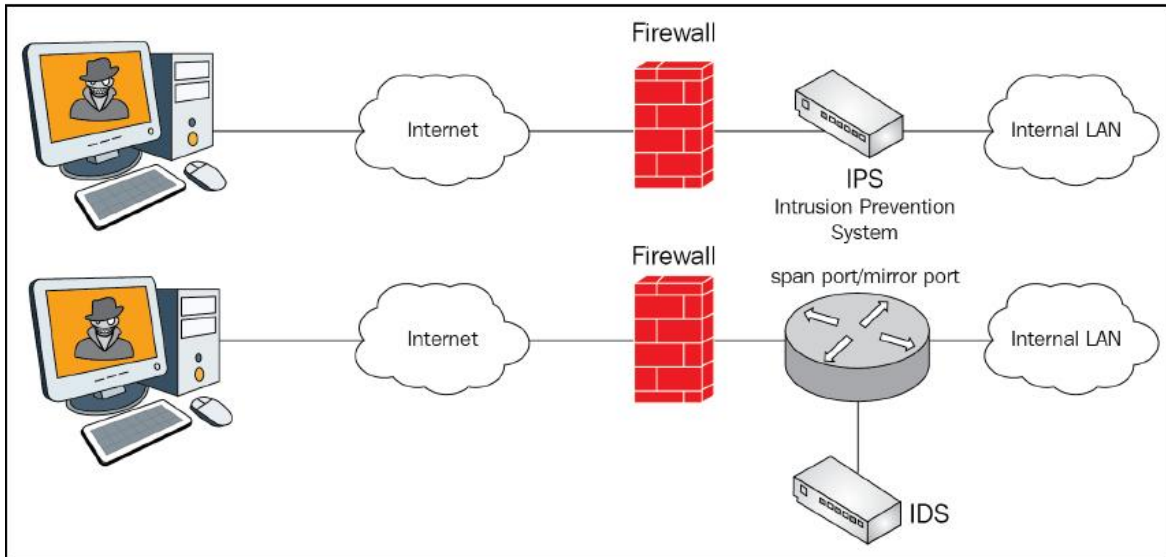 Firewall
Internet
Internal LAN
IPS
Intrusion Prevention
System
Firewall
span port/mirror port
Internet
Internal LAN
IDS